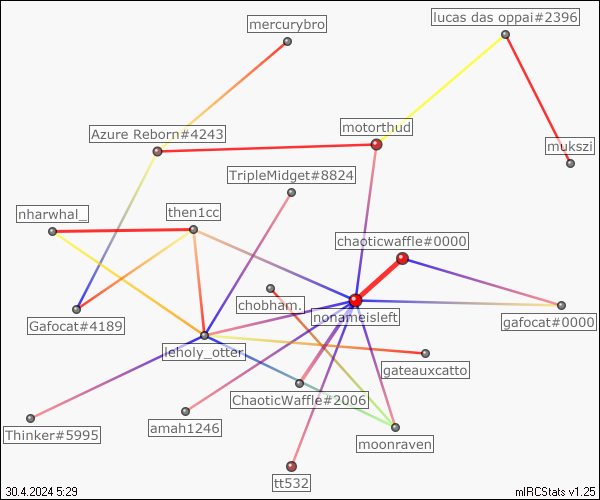 mercurybro
lucas das oppai#2396
Azure Reborn#4243
motorthud
mukszi
TripleMidget#8824
nharwhal_
then1cc
chaoticwaffle#0000
chobham.
nonameisleft
Gafocat#4189
gafocat#0000
leholy_otter
gateauxcatto
ChaoticWaffle#2006
Thinker#5995
amah1246
moonraven
tt532
30.4.2024 5:29
mIRCStats v1.25